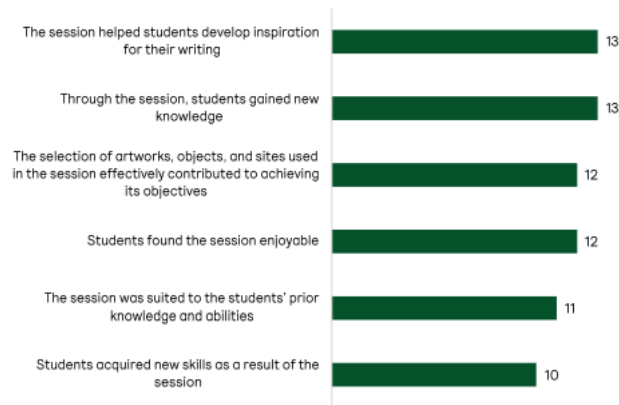 The session helped students develop inspiration
for their writing
13
Through the session, students gained new
knowledge
13
The selection of artworks, objects, and sites used
in the session effectively contributed to achieving
its objectives
12
Students found the session enjoyable
12
The session was suited to the students' prior
knowledge and abilities
11
Students acquired new skills as a result of the
session
10